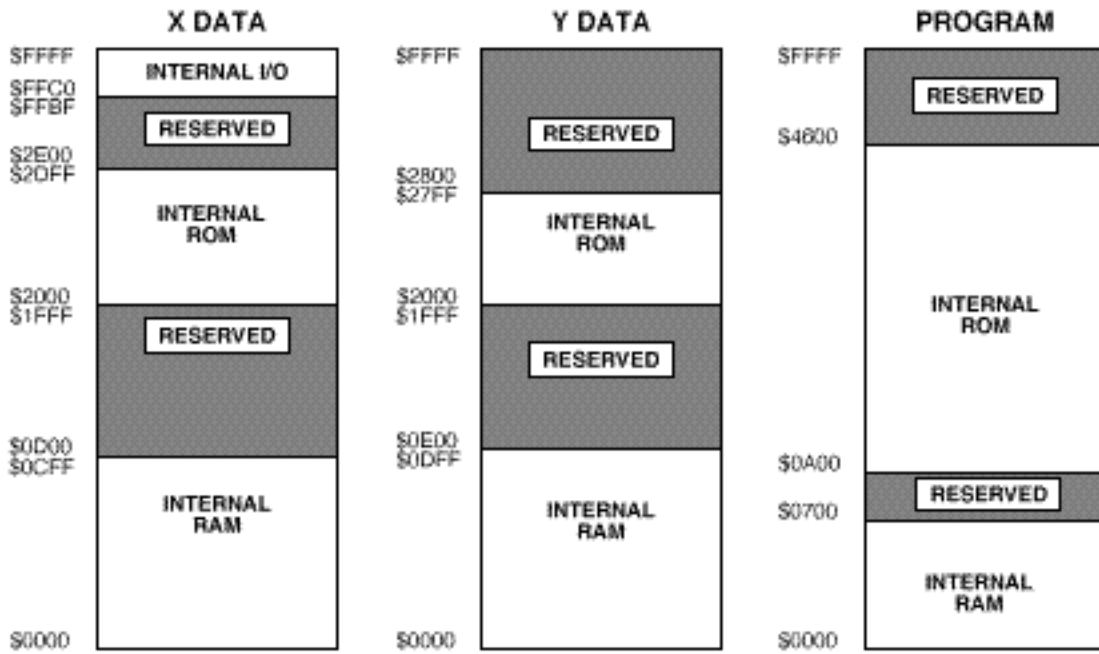 X DATA
$FFFF
INTERNAL I/O
$FFC0
$FFBF
RESERVED
$2E00
$2DFF
INTERNAL
ROM
$2000
$1FFF
RESERVED
$0D00
$0CFF
INTERNAL
RAM
$0000
Y DATA
$FFFF
RESERVED
$2800
$27FF
INTERNAL
ROM
$2000
$1FFF
RESERVED
$0E00
$0DFF
INTERNAL
RAM
$0000
PROGRAM
$FFFF
RESERVED
$4600
INTERNAL
ROM
$0A00
RESERVED
$0700
INTERNAL
RAM
$0000